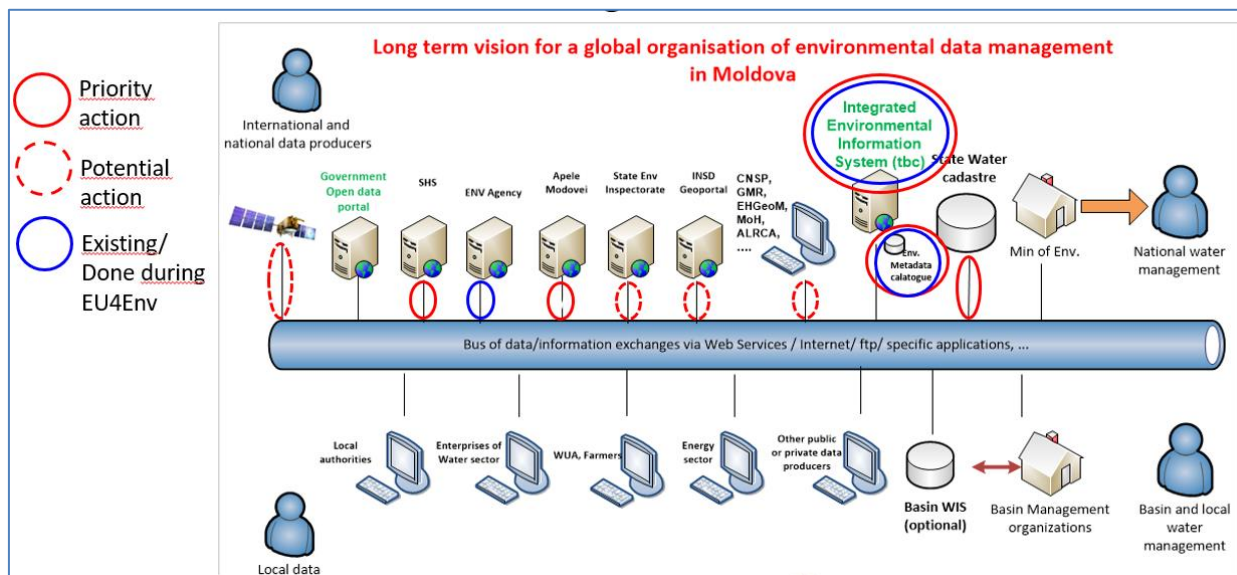 Long term vision for a global organisation of environmental data management
in Moldova
Priority
action
Potential
action
Existing/
Done during
EU4Env
International and
national data producers
Government
Open data
portal
SHS
ENV Agency
Apele
Modovei
State Env
Inspectorate
INSD
Geoportal
CNSP,
GMR,
EHGeoM,
MoH,
ALRCA,
....
Integrated
Environmental
Information
System (tbc)
Env.
Metadata
calatogue
State Water
cadastre
Min of Env.
National water
management
Bus of data/information exchanges via Web Services / Internet/ ftp/ specific applications, ...
Local
authorities
Enterprises of
Water sector
WUA, Farmers
Energy
sector
Other public
or private data
producers
Basin WIS
(optional)
Basin Management
organizations
Basin and local
water
management
Local data